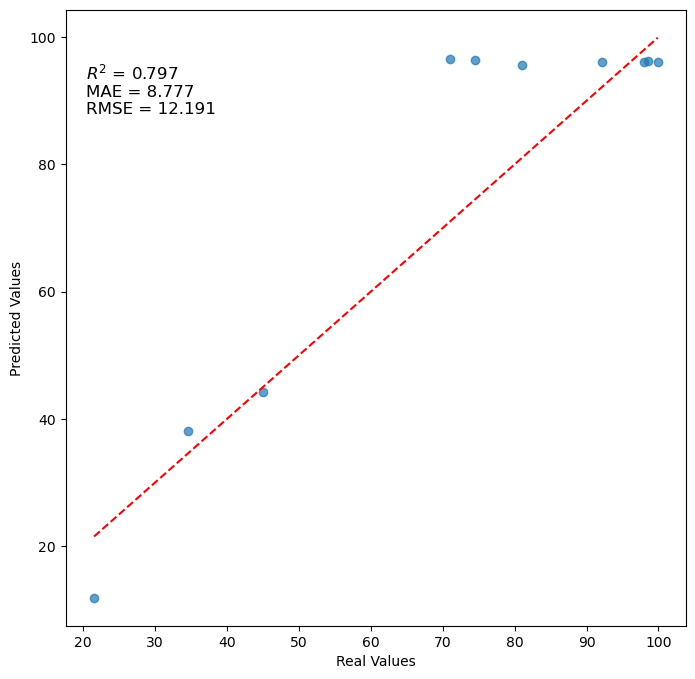 R² = 0.797
MAE = 8.777
RMSE = 12.191
100
80
60
40
20
Predicted Values
20 30 40 50 60 70 80 90 100
Real Values